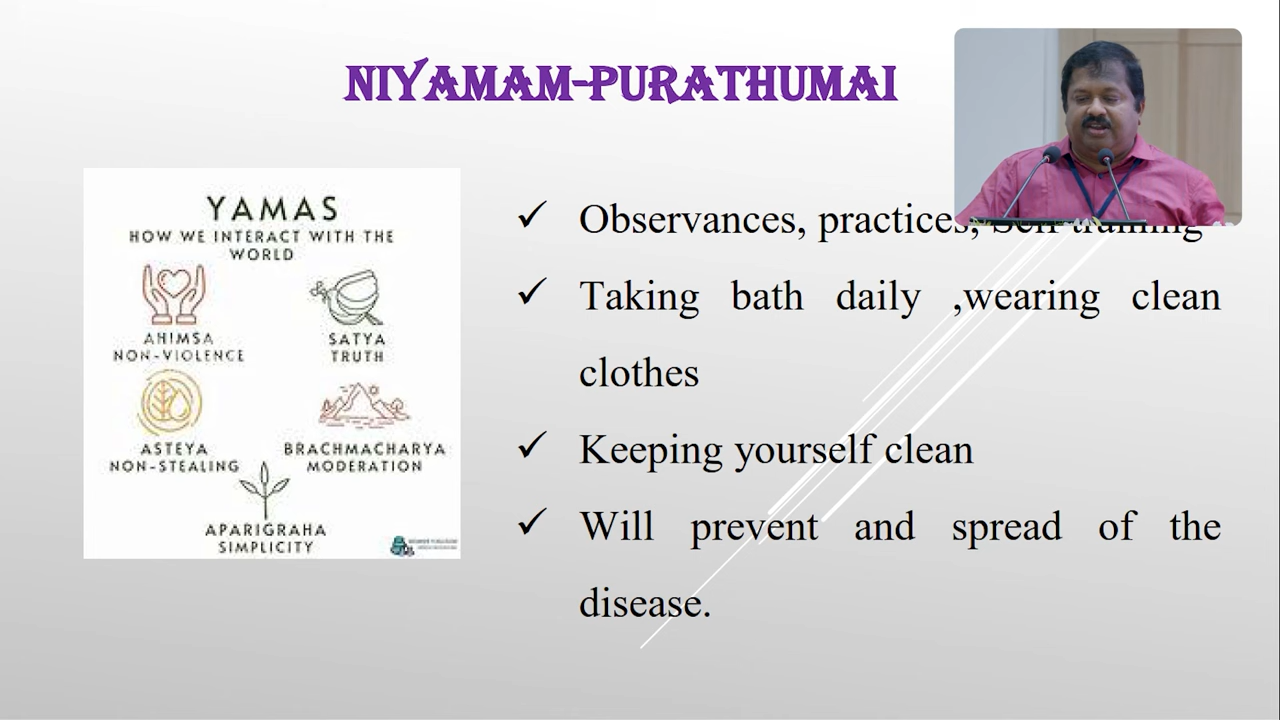 NIYAMAM-PURATHUMAI
YAMAS
HOW WE INTERACT WITH THE
WORLD
AHIMSA
NON-VIOLENCE
SATYA
TRUTH
ASTEYA
NON-STEALING
BRACHMACHARYA
MODERATION
APARIGRAHA
SIMPLICITY
✓ Observances, practices, Self training
✓ Taking bath daily ,wearing clean
clothes
✓ Keeping yourself clean
✓ Will prevent and spread of the
disease.